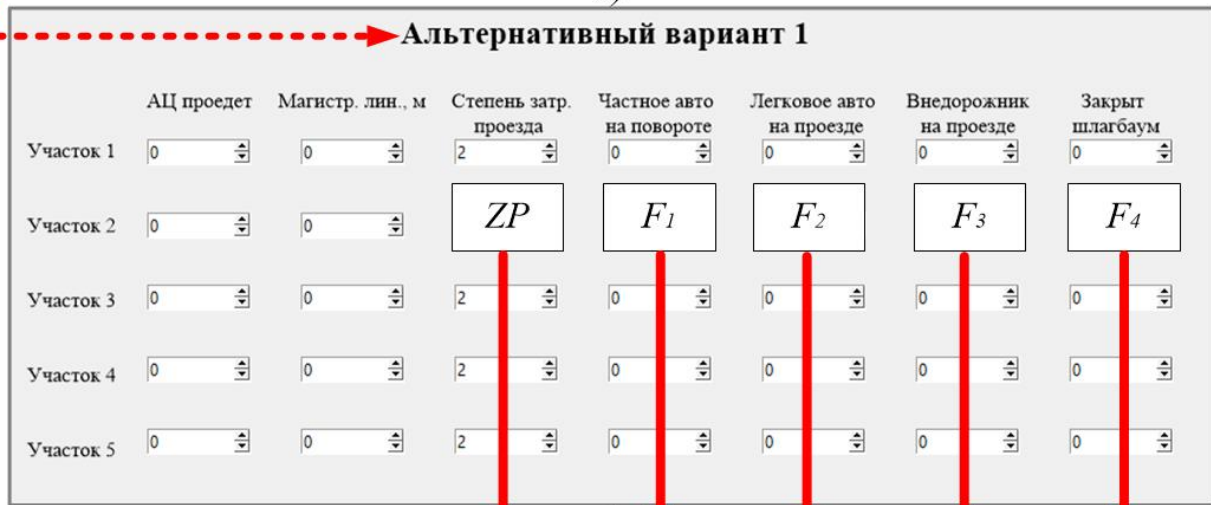 Альтернативный вариант 1
АЦ проедет Магистр. лин., м Степень затр. проезда Частное авто на повороте Легковое авто на проезде Внедорожник на проезде Закрыт шлагбаум
Участок 1 0 0 2 0 0 0 0
Участок 2 0 0 ZP F1 F2 F3 F4
Участок 3 0 0 2 0 0 0 0
Участок 4 0 0 2 0 0 0 0
Участок 5 0 0 2 0 0 0 0